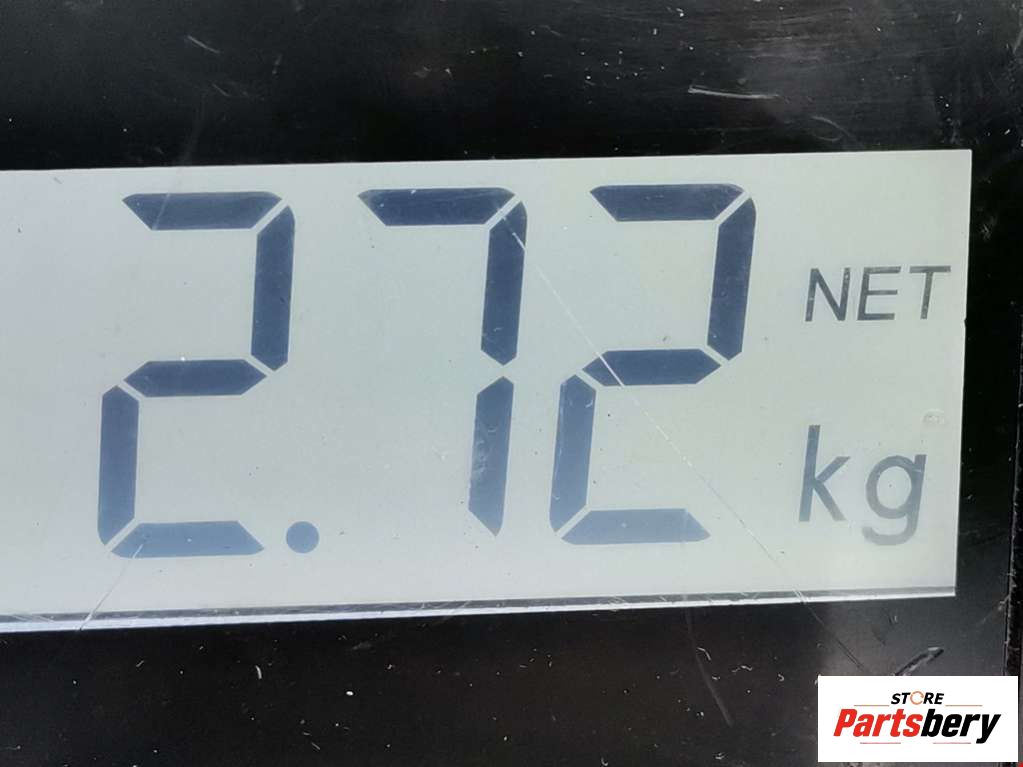 2.72
NET
kg
STORE
Partsbery